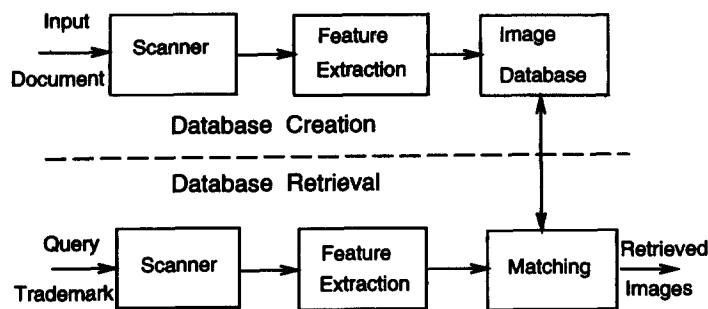 Input
Document
Scanner
Feature
Extraction
Image
Database
Database Creation
Database Retrieval
Query
Trademark
Scanner
Feature
Extraction
Matching
Retrieved
Images